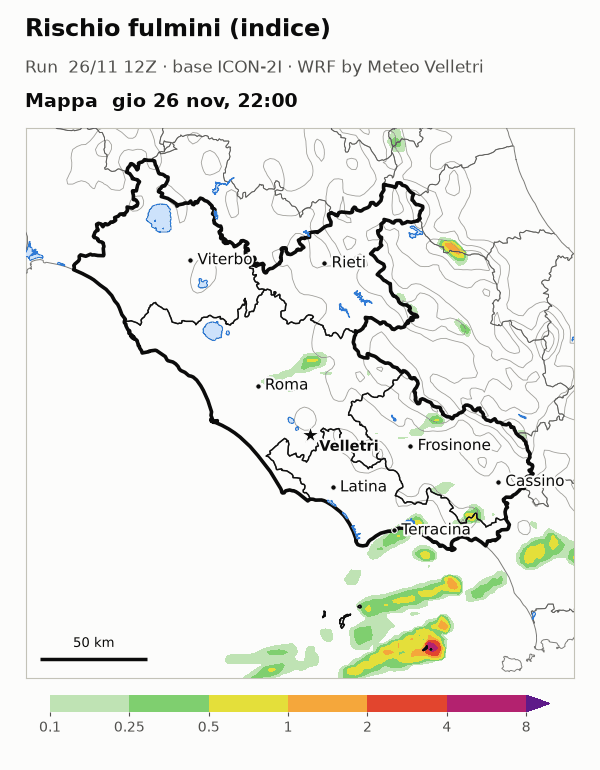 Rischio fulmini (indice)
Run  26/11 12Z · base ICON-2I · WRF by Meteo Velletri
Mappa  gio 26 nov, 22:00
Viterbo
Rieti
Roma
Velletri
Frosinone
Cassino
Latina
Terracina
50 km
0.1 0.25 0.5 1 2 4 8